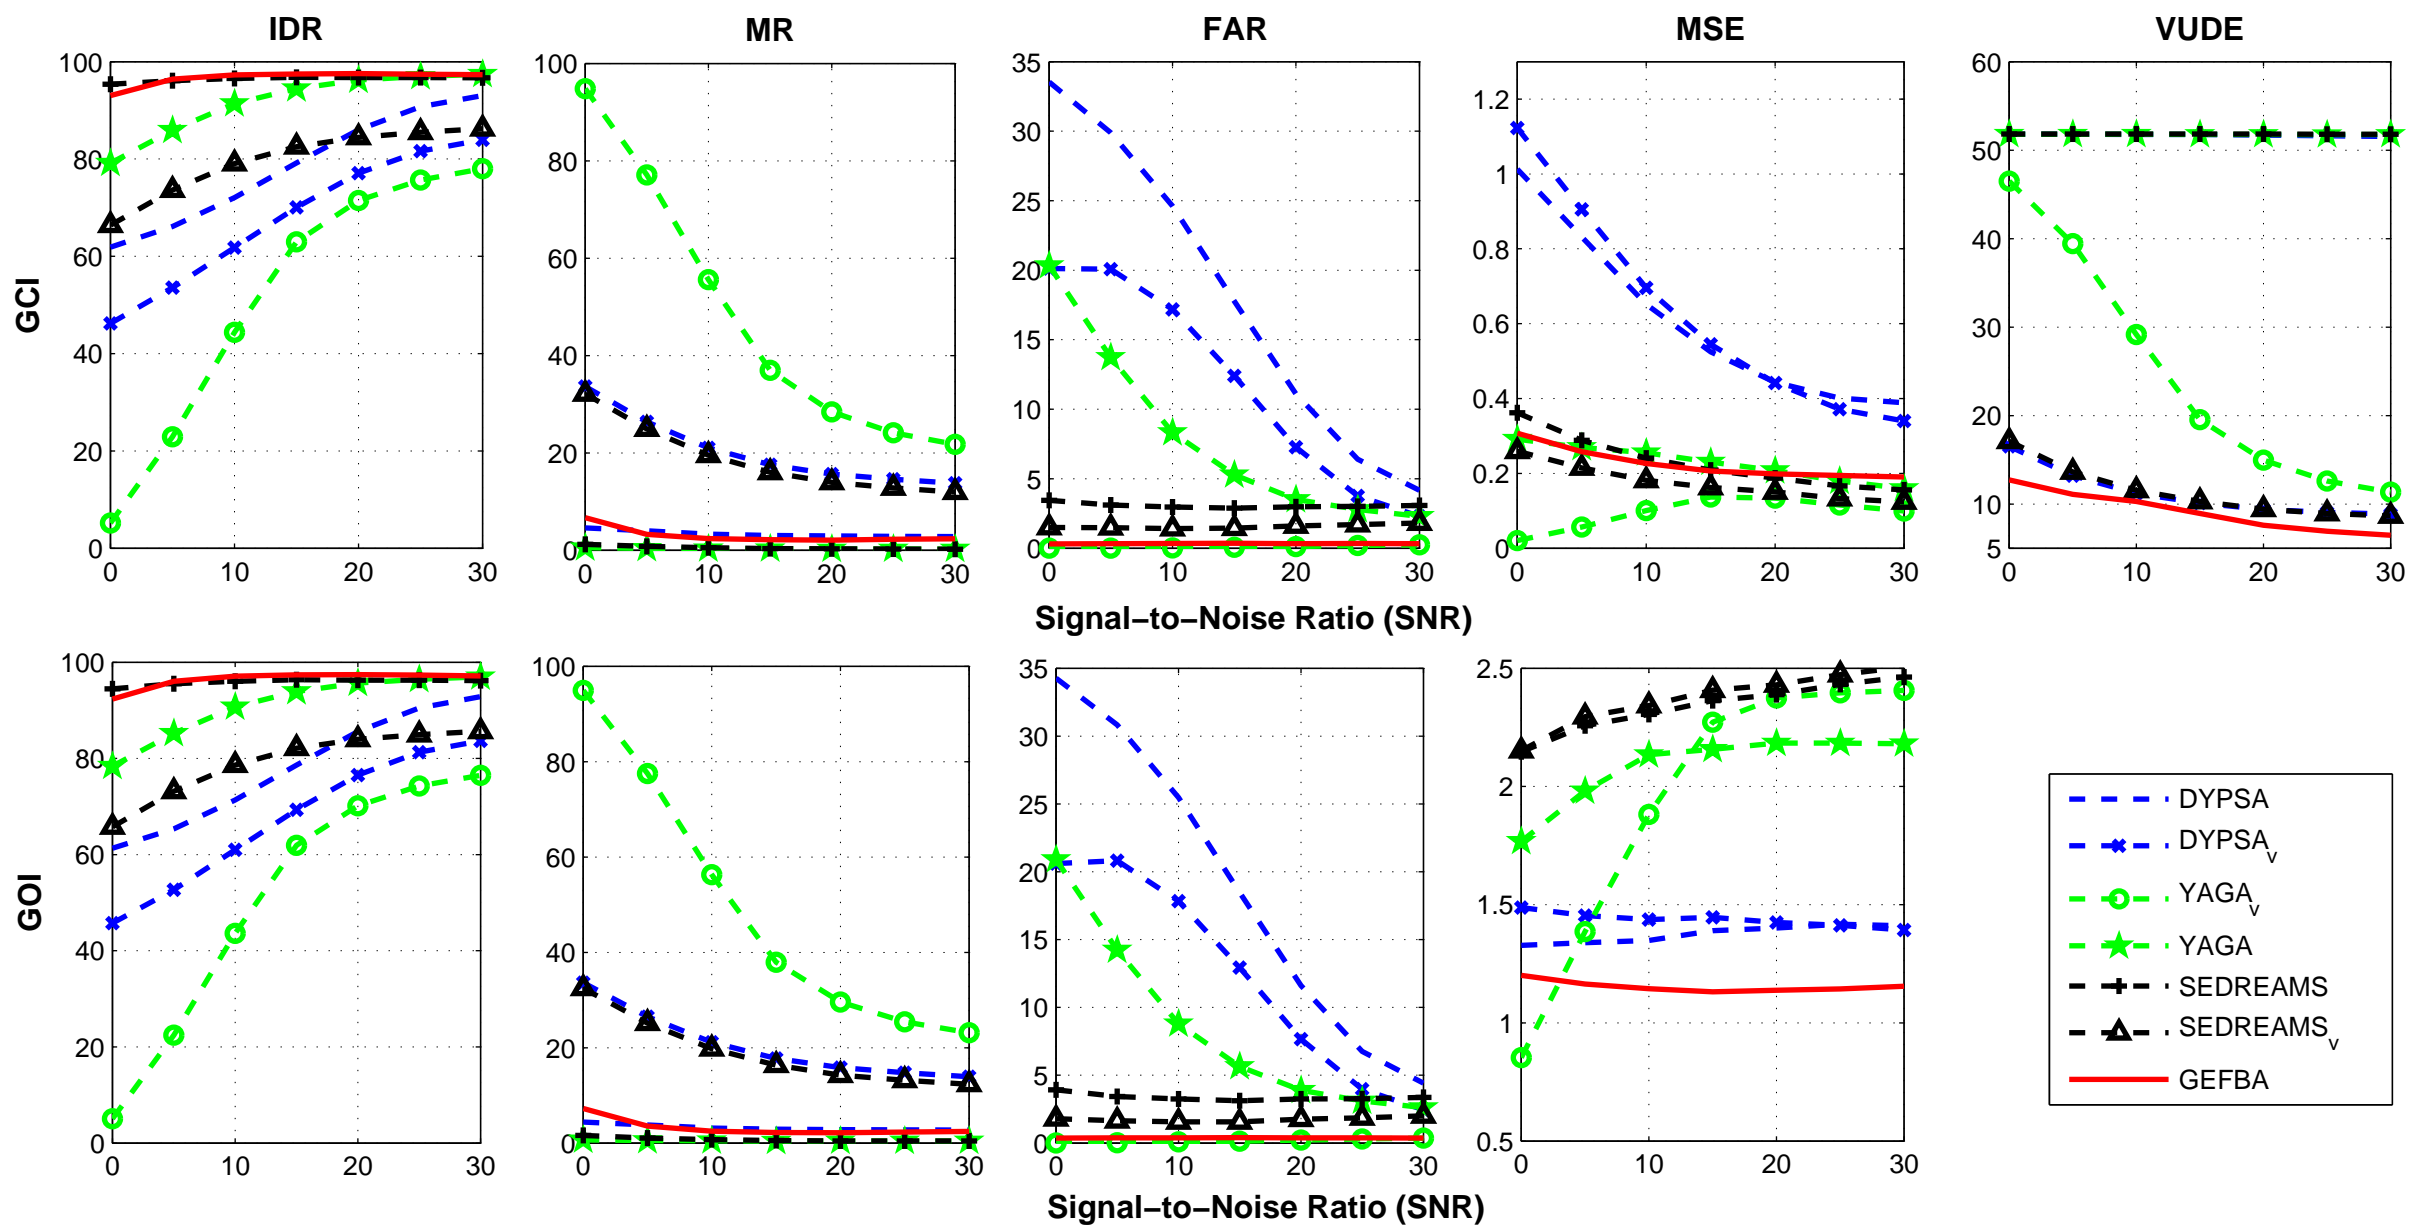 IDR MR FAR MSE VUDE
GCI
100
80
60
40
20
0
0 10 20 30
100
80
60
40
20
0
0 10 20 30
35
30
25
20
15
10
5
0
0 10 20 30
1.2
1
0.8
0.6
0.4
0.2
0
0 10 20 30
60
50
40
30
20
10
5
0 10 20 30
Signal−to−Noise Ratio (SNR)
GOI
100
80
60
40
20
0
0 10 20 30
100
80
60
40
20
0
0 10 20 30
35
30
25
20
15
10
5
0
0 10 20 30
2.5
2
1.5
1
0.5
0 10 20 30
DYPSA
DYPSAv
YAGAv
YAGA
SEDREAMS
SEDREAMSv
GEFBA
Signal−to−Noise Ratio (SNR)